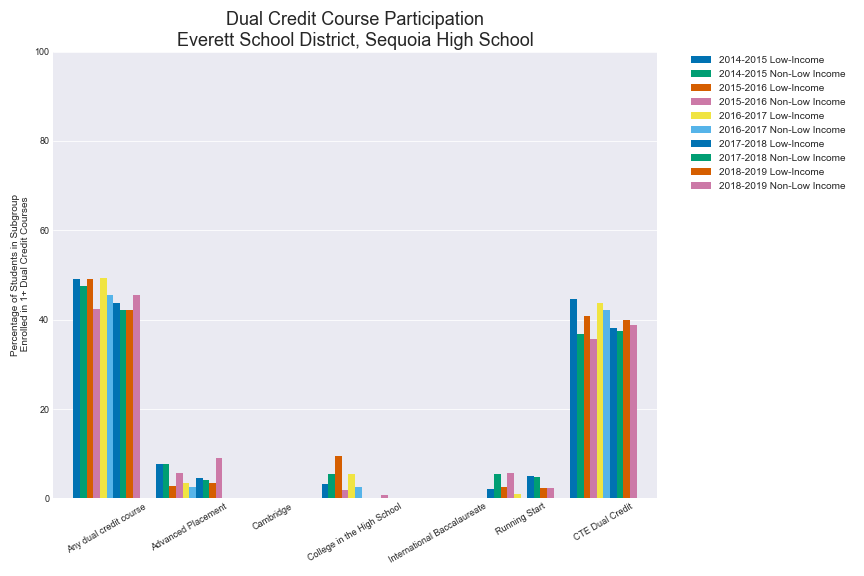 Dual Credit Course Participation
Everett School District, Sequoia High School
Percentage of Students in Subgroup
Enrolled in 1+ Dual Credit Courses
100
80
60
40
20
0
Any dual credit course
Advanced Placement
Cambridge
College in the High School
International Baccalaureate
Running Start
CTE Dual Credit
2014-2015 Low-Income
2014-2015 Non-Low Income
2015-2016 Low-Income
2015-2016 Non-Low Income
2016-2017 Low-Income
2016-2017 Non-Low Income
2017-2018 Low-Income
2017-2018 Non-Low Income
2018-2019 Low-Income
2018-2019 Non-Low Income